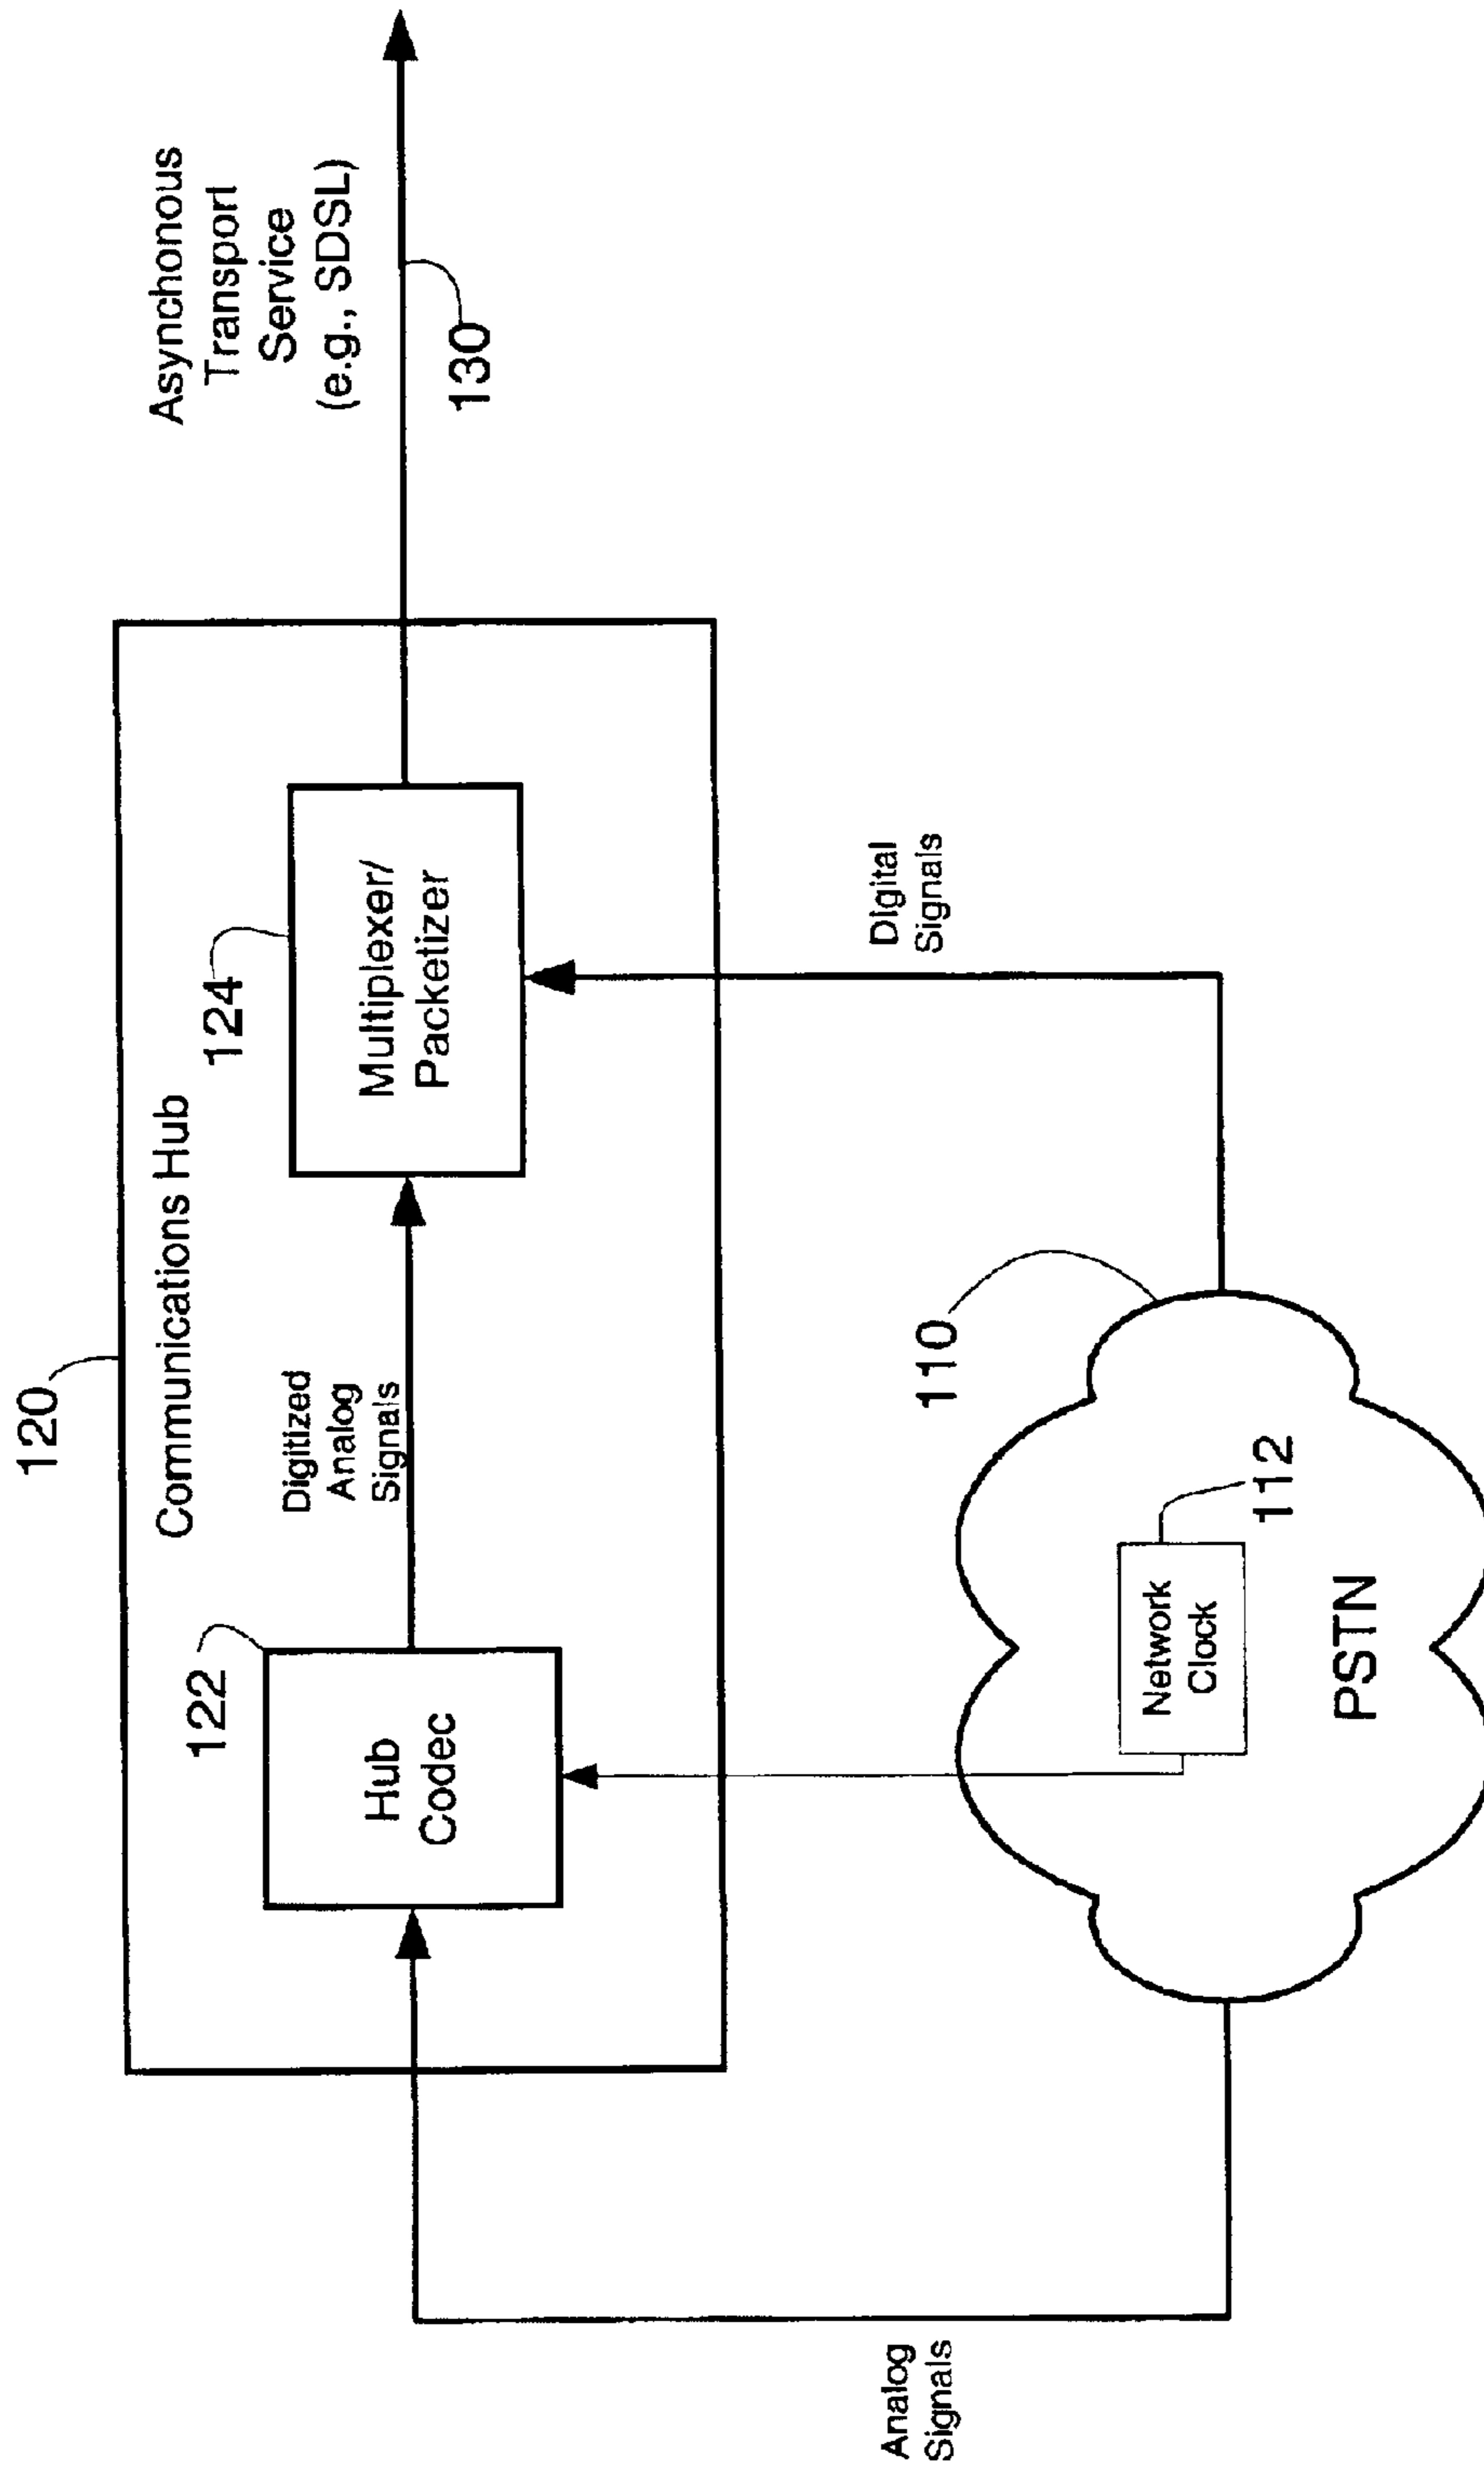 120
Communications Hub
122
Hub
Codec
Digitized
Analog
Signals
124
Multiplexer/
Packetizer
Asynchonous
Transport
Service
(e.g., SDSL)
130
Analog
Signals
Digital
Signals
110
Network
Clock
112
PSTN